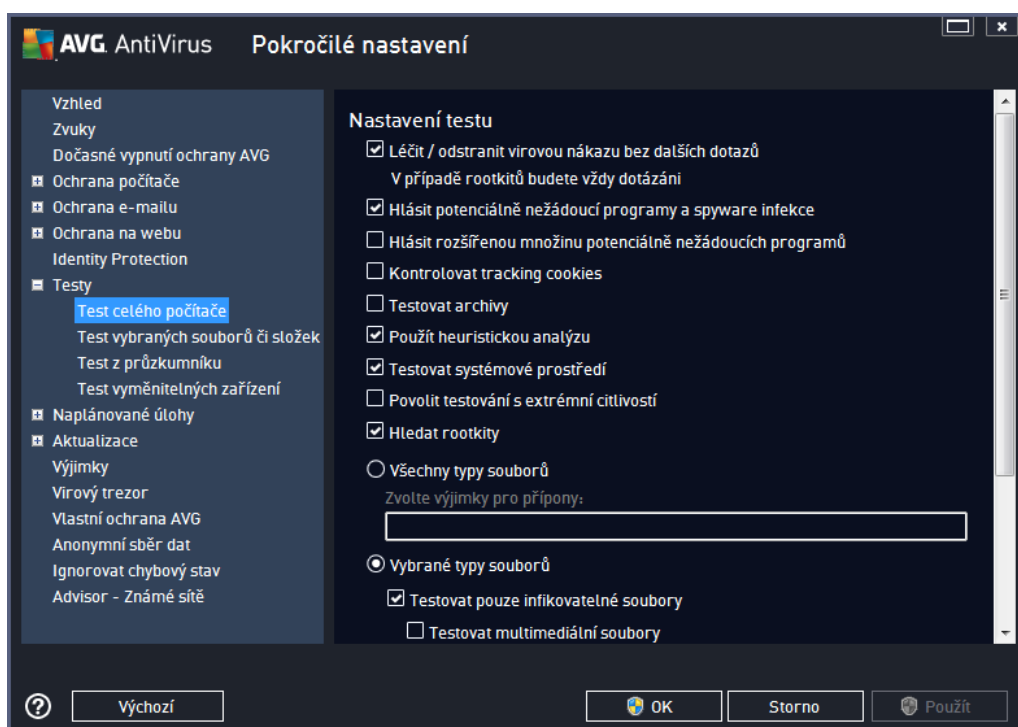 AVG AntiVirus Pokročilé nastavení
Vzhled
Zvuky
Dočasné vypnutí ochrany AVG
Ochrana počítače
Ochrana e-mailu
Ochrana na webu
Identity Protection
Testy
Test celého počítače
Test vybraných souborů či složek
Test z průzkumníku
Test vyměnitelných zařízení
Naplánované úlohy
Aktualizace
Výjimky
Virový trezor
Vlastní ochrana AVG
Anonymní sběr dat
Ignorovat chybový stav
Advisor - Známé sítě
Nastavení testu
Léčit / odstranit virovou nákazu bez dalších dotazů
V případě rootkitů budete vždy dotázáni
Hlásit potenciálně nežádoucí programy a spyware infekce
Hlásit rozšířenou množinu potenciálně nežádoucích programů
Kontrolovat tracking cookies
Testovat archivy
Použít heuristickou analýzu
Testovat systémové prostředí
Povolit testování s extrémní citlivostí
Hledat rootkity
Všechny typy souborů
Zvolte výjimky pro přípony:
Vybrané typy souborů
Testovat pouze infikovatelné soubory
Testovat multimediální soubory
Výchozí
OK
Storno
Použít